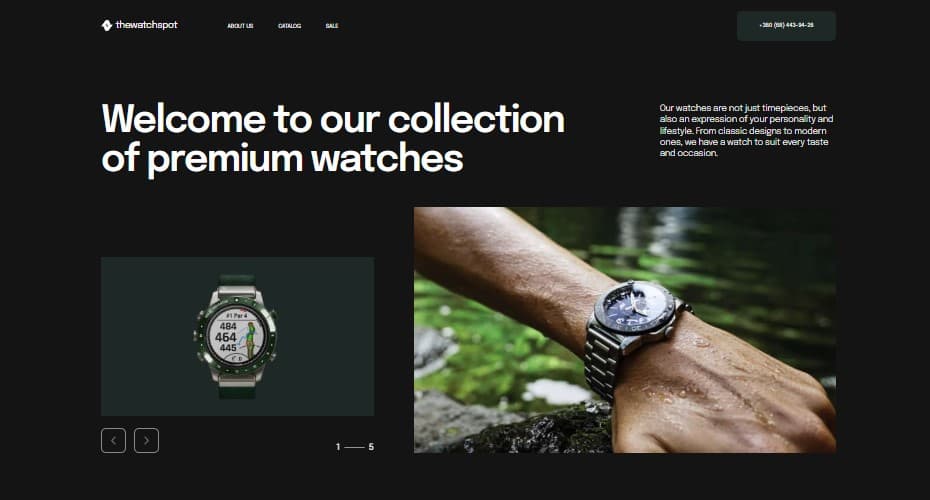 thewatchspot
ABOUT US
CATALOG
SALE
+380 (68) 443-94-26
Welcome to our collection
of premium watches
Our watches are not just timepieces, but
also an expression of your personality and
lifestyle. From classic designs to modern
ones, we have a watch to suit every taste
and occasion.
#1 Par 4
484
464
445
1
5